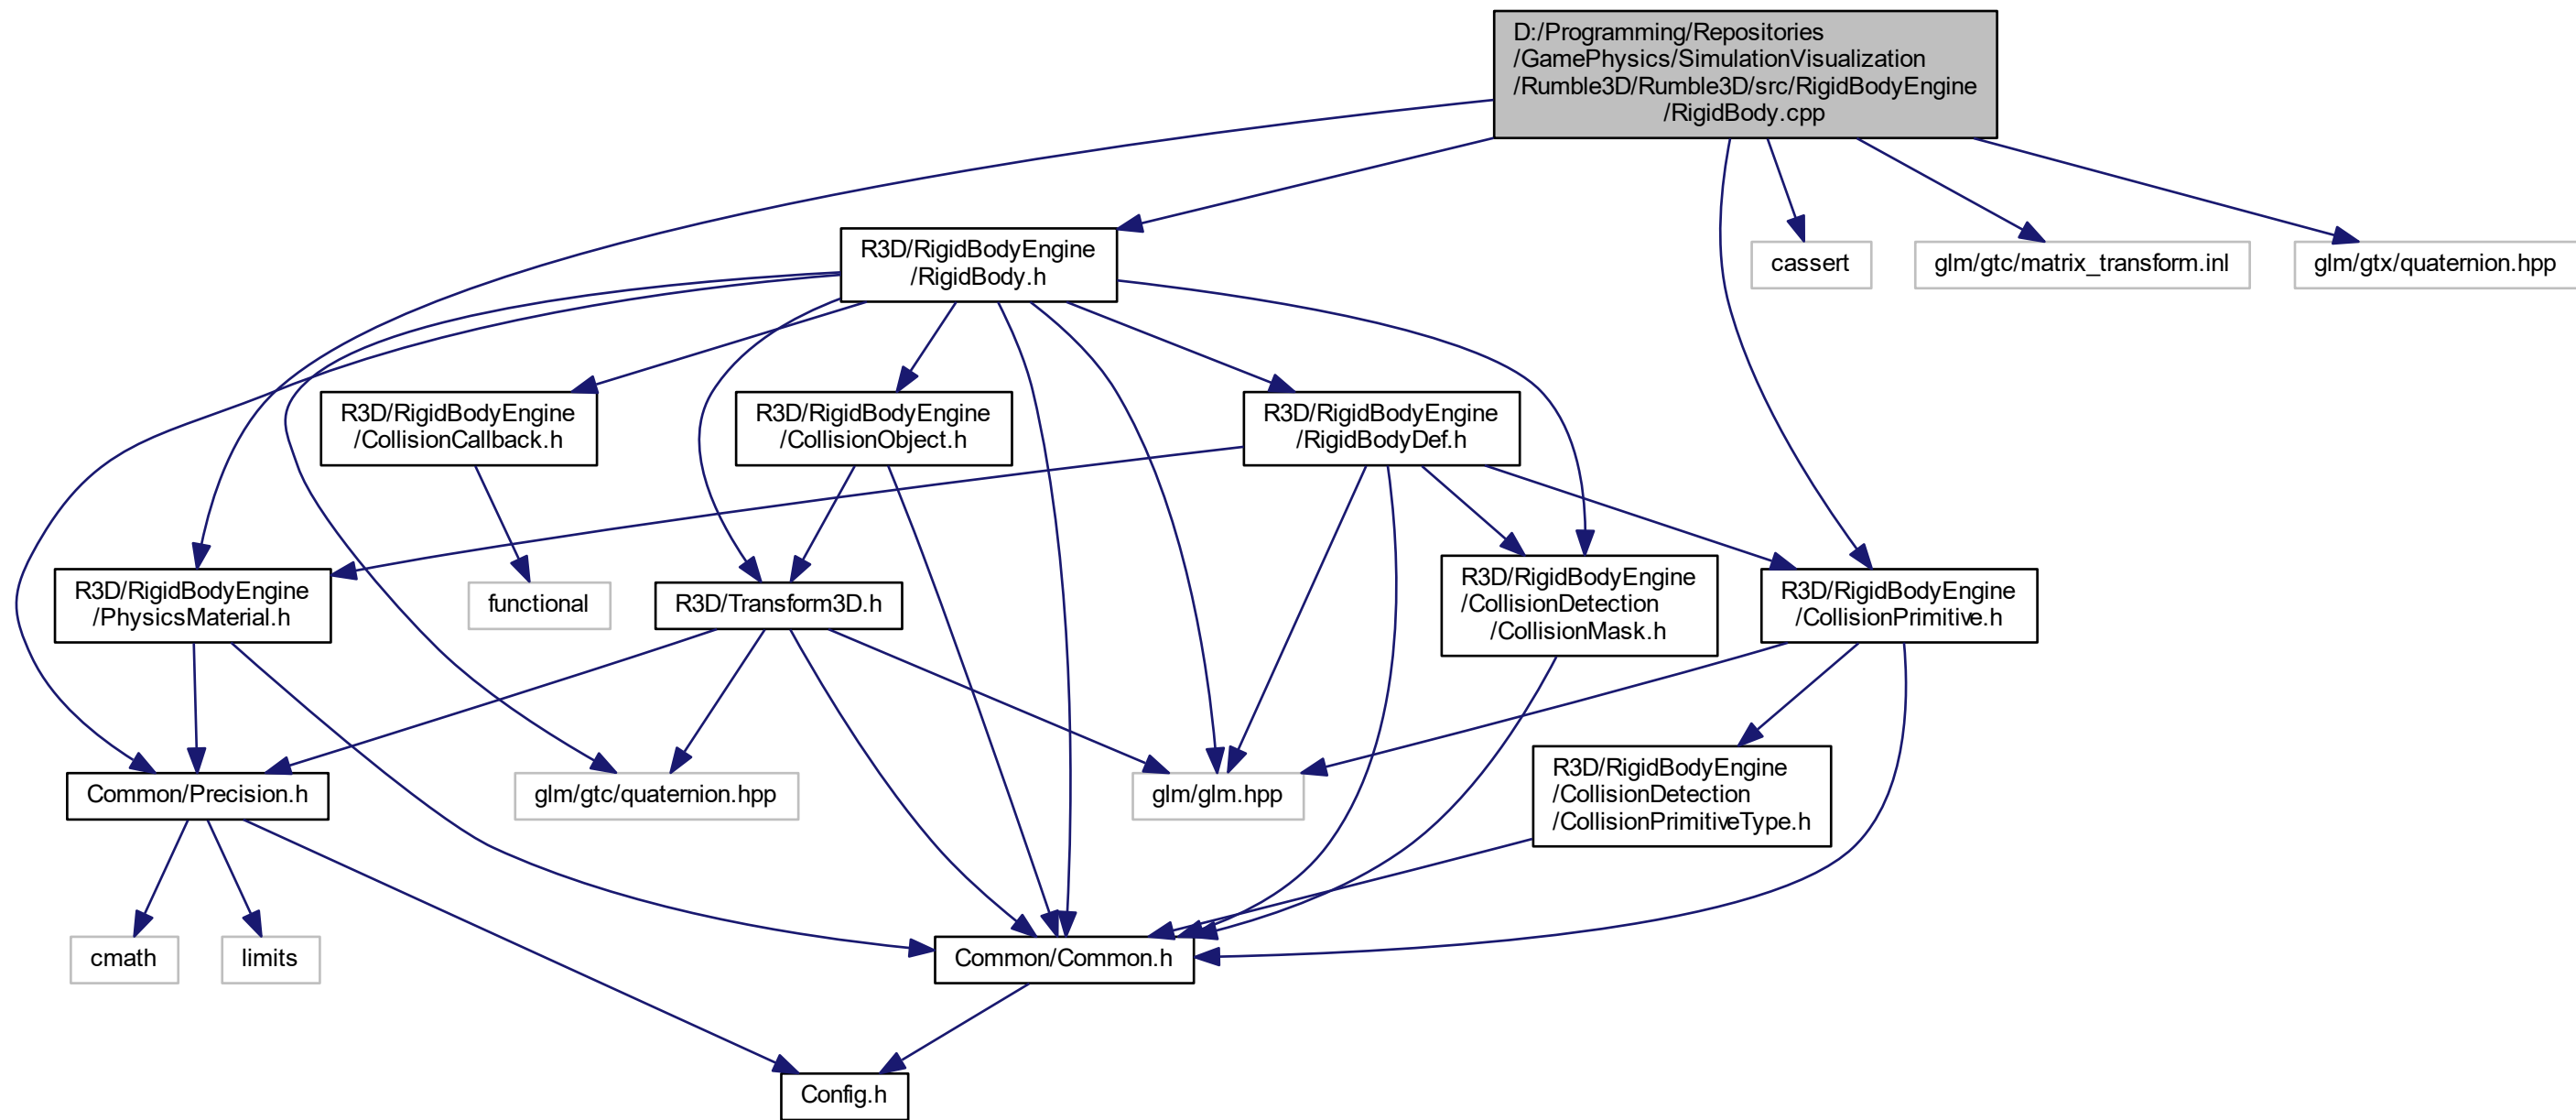 D:/Programming/Repositories
/GamePhysics/SimulationVisualization
/Rumble3D/Rumble3D/src/RigidBodyEngine
/RigidBody.cpp
R3D/RigidBodyEngine
/RigidBody.h
cassert
glm/gtc/matrix_transform.inl
glm/gtx/quaternion.hpp
R3D/RigidBodyEngine
/CollisionCallback.h
R3D/RigidBodyEngine
/CollisionObject.h
R3D/RigidBodyEngine
/RigidBodyDef.h
R3D/RigidBodyEngine
/PhysicsMaterial.h
functional
R3D/Transform3D.h
R3D/RigidBodyEngine
/CollisionDetection
/CollisionMask.h
R3D/RigidBodyEngine
/CollisionPrimitive.h
Common/Precision.h
glm/gtc/quaternion.hpp
glm/glm.hpp
R3D/RigidBodyEngine
/CollisionDetection
/CollisionPrimitiveType.h
cmath
limits
Common/Common.h
Config.h